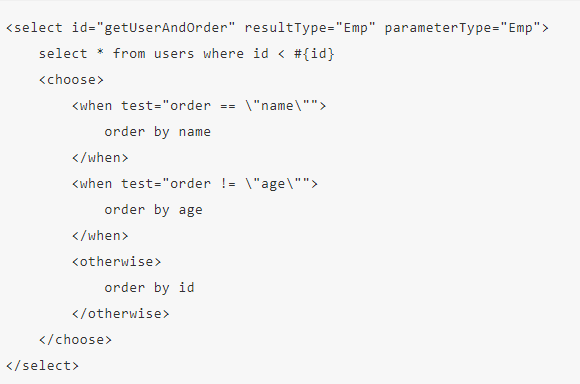 <select id="getUserAndOrder" resultType="Emp" parameterType="Emp">
    select * from users where id < #{id}
    <choose>
        <when test="order == \"name\"">
            order by name
        </when>
        <when test="order != \"age\"">
            order by age
        </when>
        <otherwise>
            order by id
        </otherwise>
    </choose>
</select>